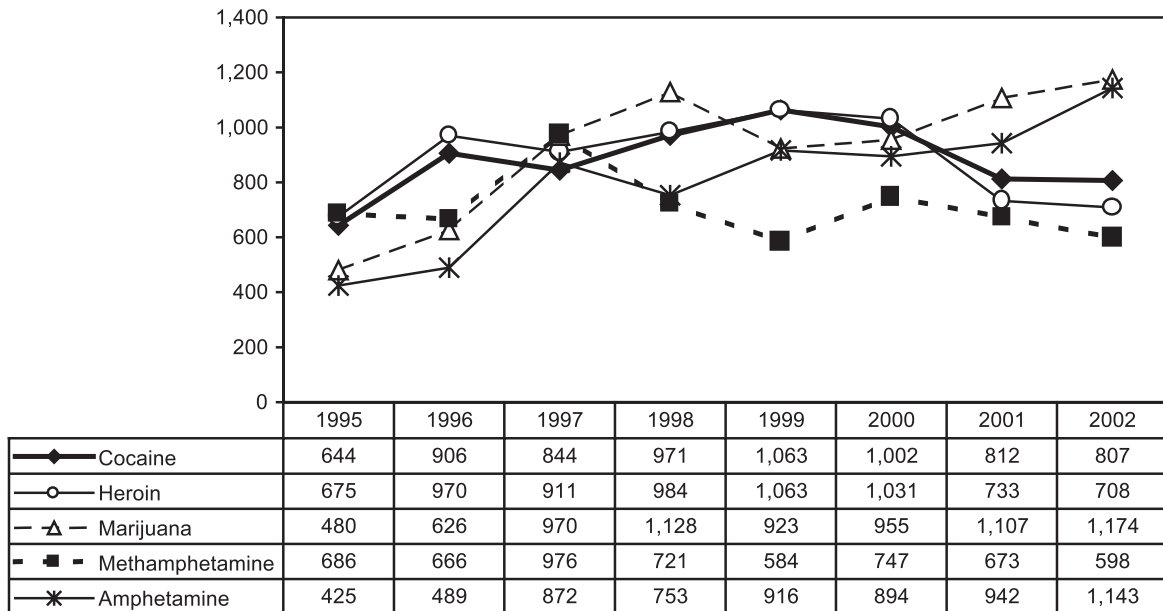 1,400
1,200
1,000
800
600
400
200
0
1995 1996 1997 1998 1999 2000 2001 2002
Cocaine 644 906 844 971 1,063 1,002 812 807
Heroin 675 970 911 984 1,063 1,031 733 708
Marijuana 480 626 970 1,128 923 955 1,107 1,174
Methamphetamine 686 666 976 721 584 747 673 598
Amphetamine 425 489 872 753 916 894 942 1,143